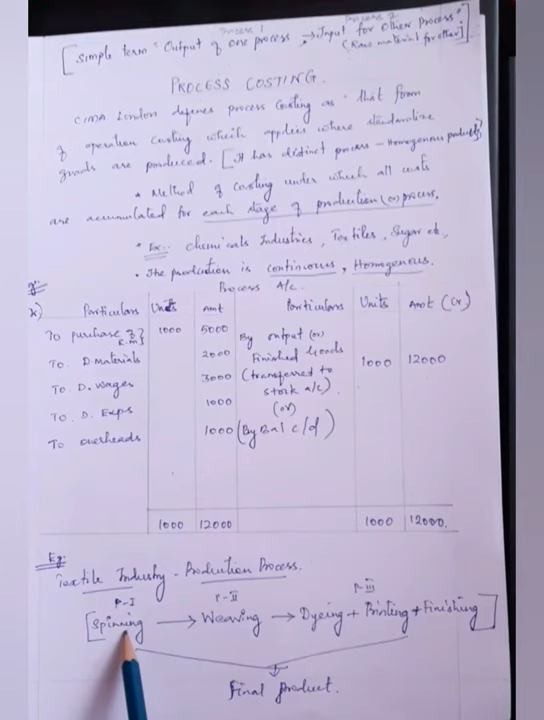 Process 1 Process 2
[Simple term "Output of one process → Input for Other Process"
(Raw material for other)]
PROCESS COSTING.
CIMA London defines process Costing as "that form
of operation Costing which applies where standardize
goods are produced. [It has distinct process - Homogenous products]
* Method of costing under which all costs
are accumulated for each stage of production (or) process.
* Ex:- Chemicals Industries, Textiles, Sugar etc.,
• The production is continuous, Homogenous.
Process A/c.
Particulars Units Amt Particulars Units Amt (Cr)
To purchase of R.m} 1000 5000 By output (or)
To D.materials 2000 Finished Goods 1000 12000
To D. wages 3000 (transferred to
stock a/c)
To D. Exps 1000 (or)
To overheads 1000 (By Bal c/d)
1000 12000 1000 12000.
Eg:
Textile Industry - Production Process.
P-I P-II P-III
[Spinning → Weaving → Dyeing + Printing + Finishing]
Final product.